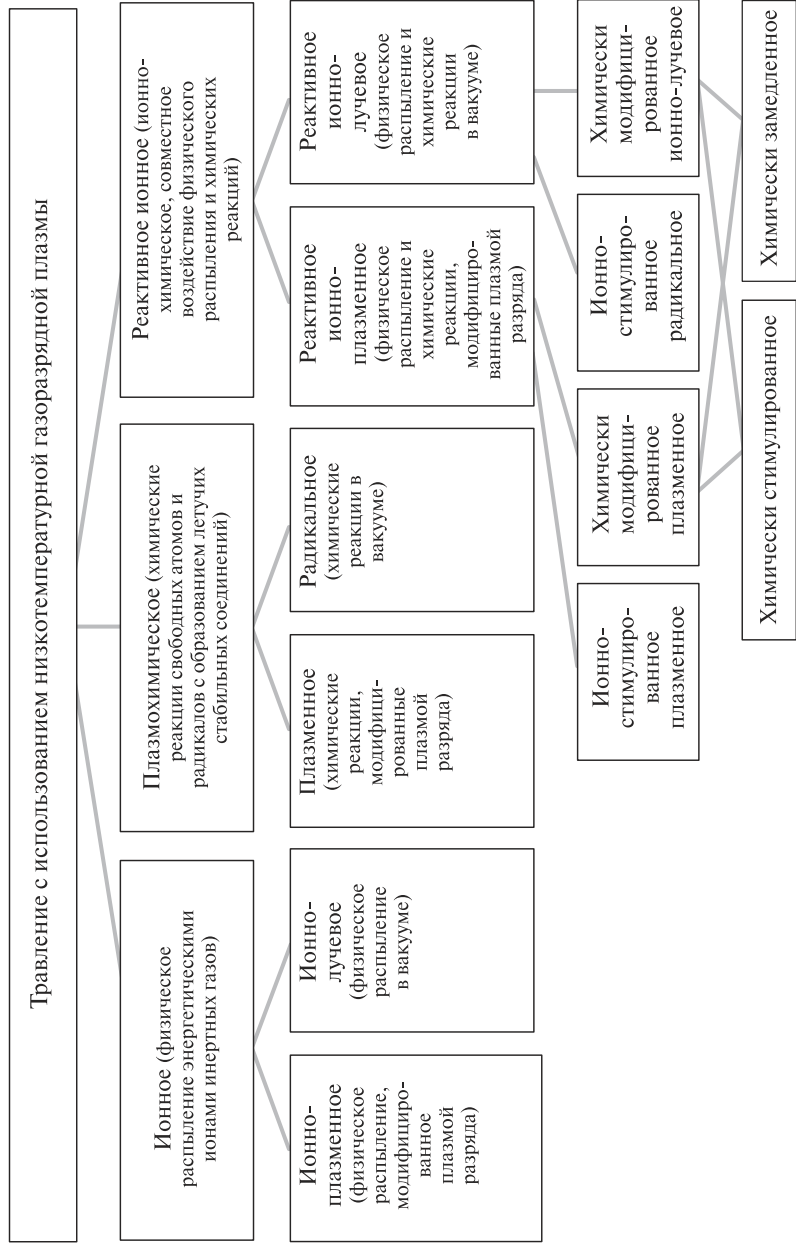 Травление с использованием низкотемпературной газоразрядной плазмы
Ионное (физическое
распыление энергетическими
ионами инертных газов)
Плазмохимическое (химические
реакции свободных атомов и
радикалов с образованием летучих
стабильных соединений)
Реактивное ионное (ионно-
химическое, совместное
воздействие физического
распыления и химических
реакций)
Ионно-
плазменное
(физическое
распыление,
модифициро-
ванное
плазмой
разряда)
Ионно-
лучевое
(физическое
распыление
в вакууме)
Плазменное
(химические
реакции,
модифици-
рованные
плазмой
разряда)
Радикальное
(химические
реакции в
вакууме)
Реактивное
ионно-
плазменное
(физическое
распыление и
химические
реакции,
модифициро-
ванные плазмой
разряда)
Реактивное
ионно-
лучевое
(физическое
распыление и
химические
реакции
в вакууме)
Ионно-
стимулиро-
ванное
плазменное
Химически
модифици-
рованное
плазменное
Ионно-
стимулиро-
ванное
радикальное
Химически
модифици-
рованное
ионно-лучевое
Химически стимулированное
Химически замедленное